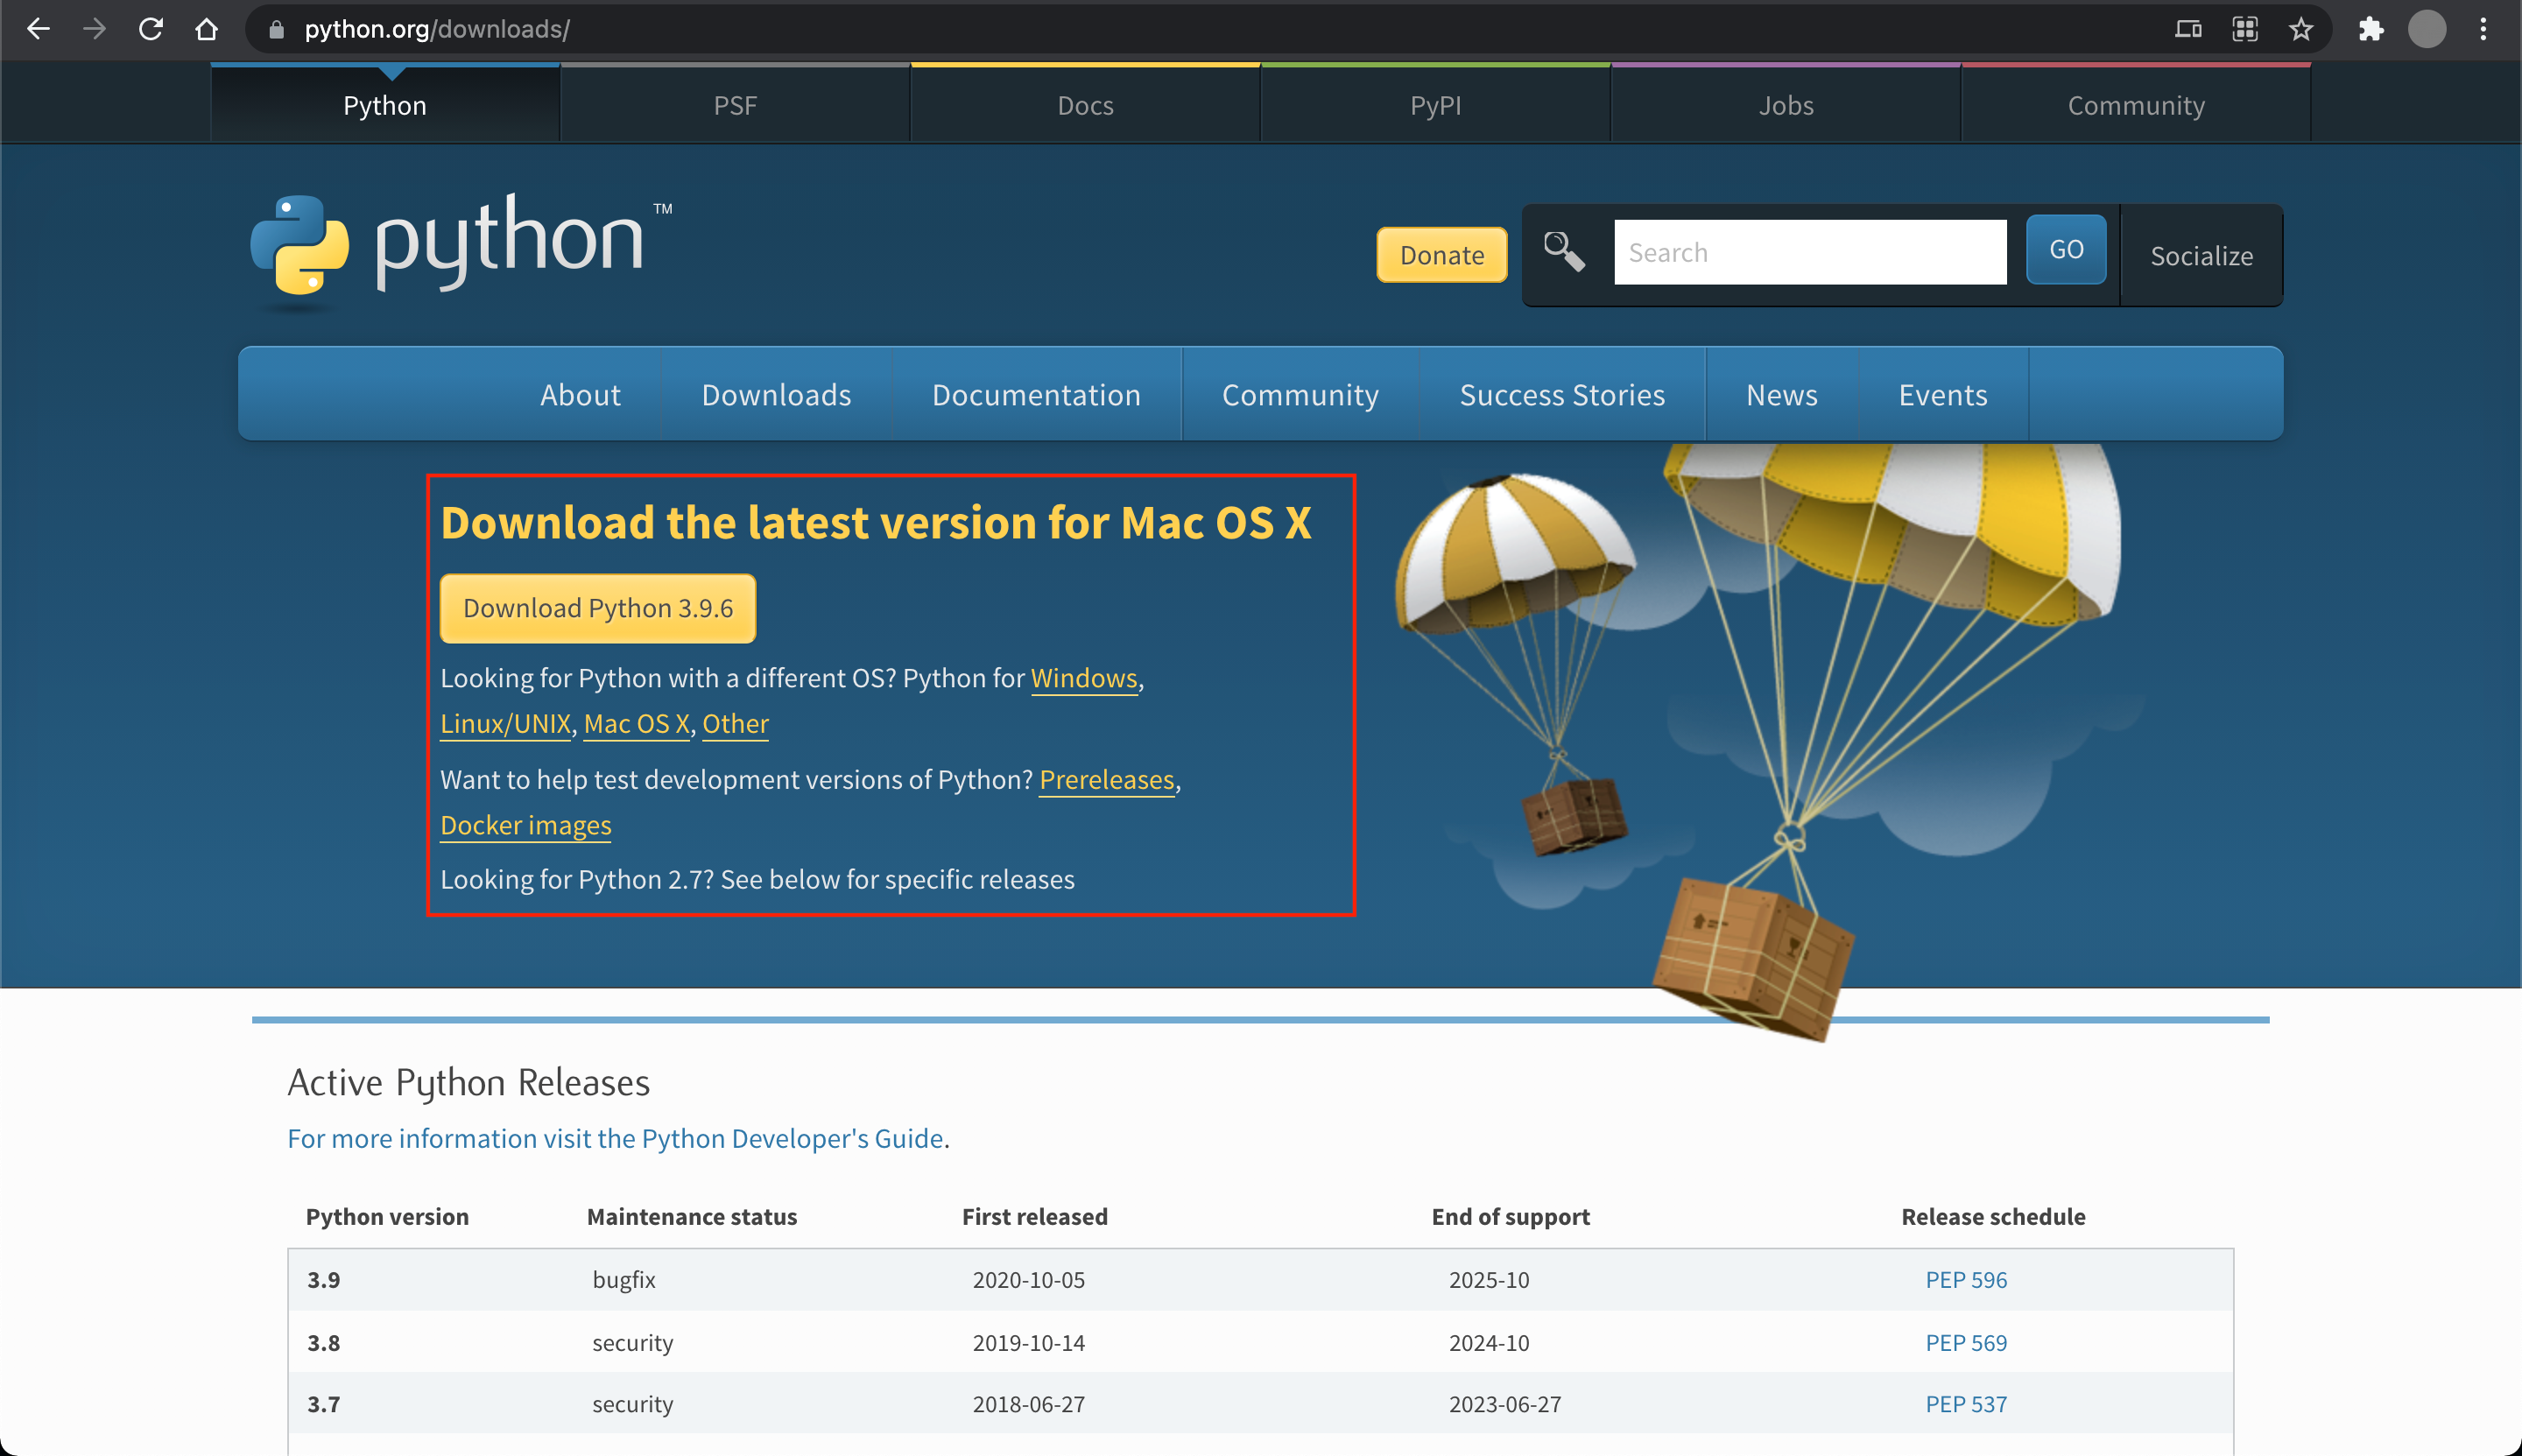 python.org/downloads/
Python PSF Docs PyPI Jobs Community
python™
Donate Search GO Socialize
About Downloads Documentation Community Success Stories News Events
Download the latest version for Mac OS X
Download Python 3.9.6
Looking for Python with a different OS? Python for Windows,
Linux/UNIX, Mac OS X, Other
Want to help test development versions of Python? Prereleases,
Docker images
Looking for Python 2.7? See below for specific releases
Active Python Releases
For more information visit the Python Developer's Guide.
Python version Maintenance status First released End of support Release schedule
3.9 bugfix 2020-10-05 2025-10 PEP 596
3.8 security 2019-10-14 2024-10 PEP 569
3.7 security 2018-06-27 2023-06-27 PEP 537